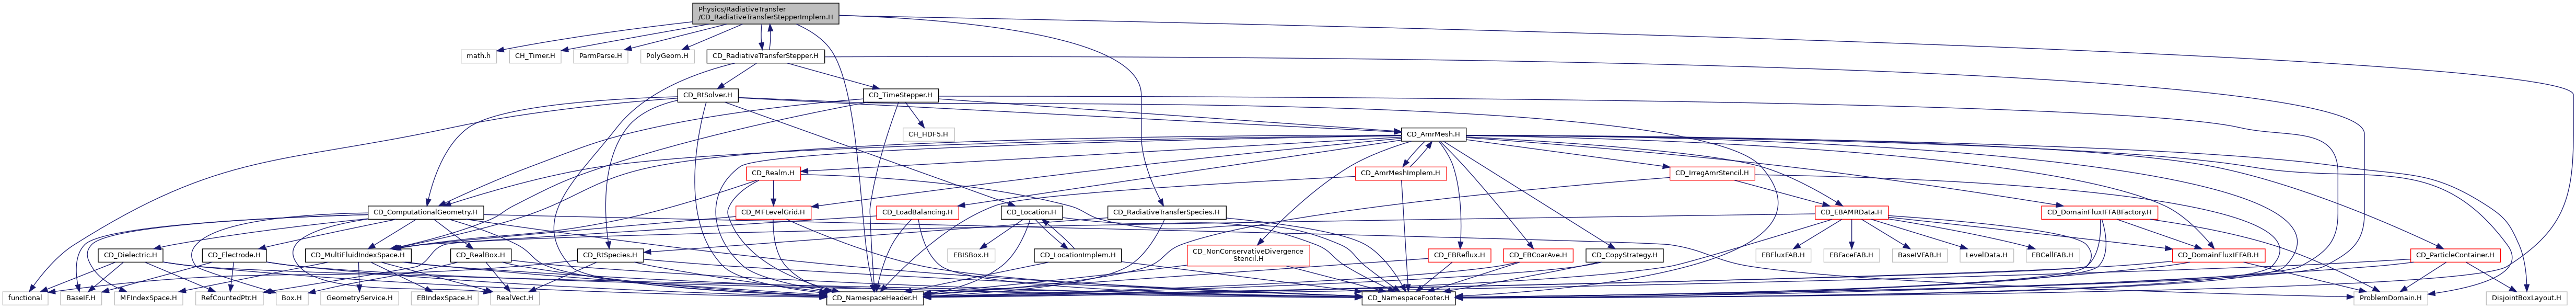 Physics/RadiativeTransfer
/CD_RadiativeTransferStepperImplem.H
math.h
CH_Timer.H
ParmParse.H
PolyGeom.H
CD_RadiativeTransferStepper.H
CD_RtSolver.H
CD_TimeStepper.H
CH_HDF5.H
CD_AmrMesh.H
CD_Realm.H
CD_AmrMeshImplem.H
CD_IrregAmrStencil.H
CD_ComputationalGeometry.H
CD_MFLevelGrid.H
CD_LoadBalancing.H
CD_Location.H
CD_RadiativeTransferSpecies.H
CD_EBAMRData.H
CD_DomainFluxIFFABFactory.H
CD_Dielectric.H
CD_Electrode.H
CD_MultiFluidIndexSpace.H
CD_RealBox.H
CD_RtSpecies.H
EBISBox.H
CD_LocationImplem.H
CD_NonConservativeDivergence
Stencil.H
CD_EBReflux.H
CD_EBCoarAve.H
CD_CopyStrategy.H
EBFluxFAB.H
EBFaceFAB.H
BaseIVFAB.H
LevelData.H
EBCellFAB.H
CD_DomainFluxIFFAB.H
CD_ParticleContainer.H
functional
BaseIF.H
MFIndexSpace.H
RefCountedPtr.H
Box.H
GeometryService.H
EBIndexSpace.H
RealVect.H
CD_NamespaceHeader.H
CD_NamespaceFooter.H
ProblemDomain.H
DisjointBoxLayout.H